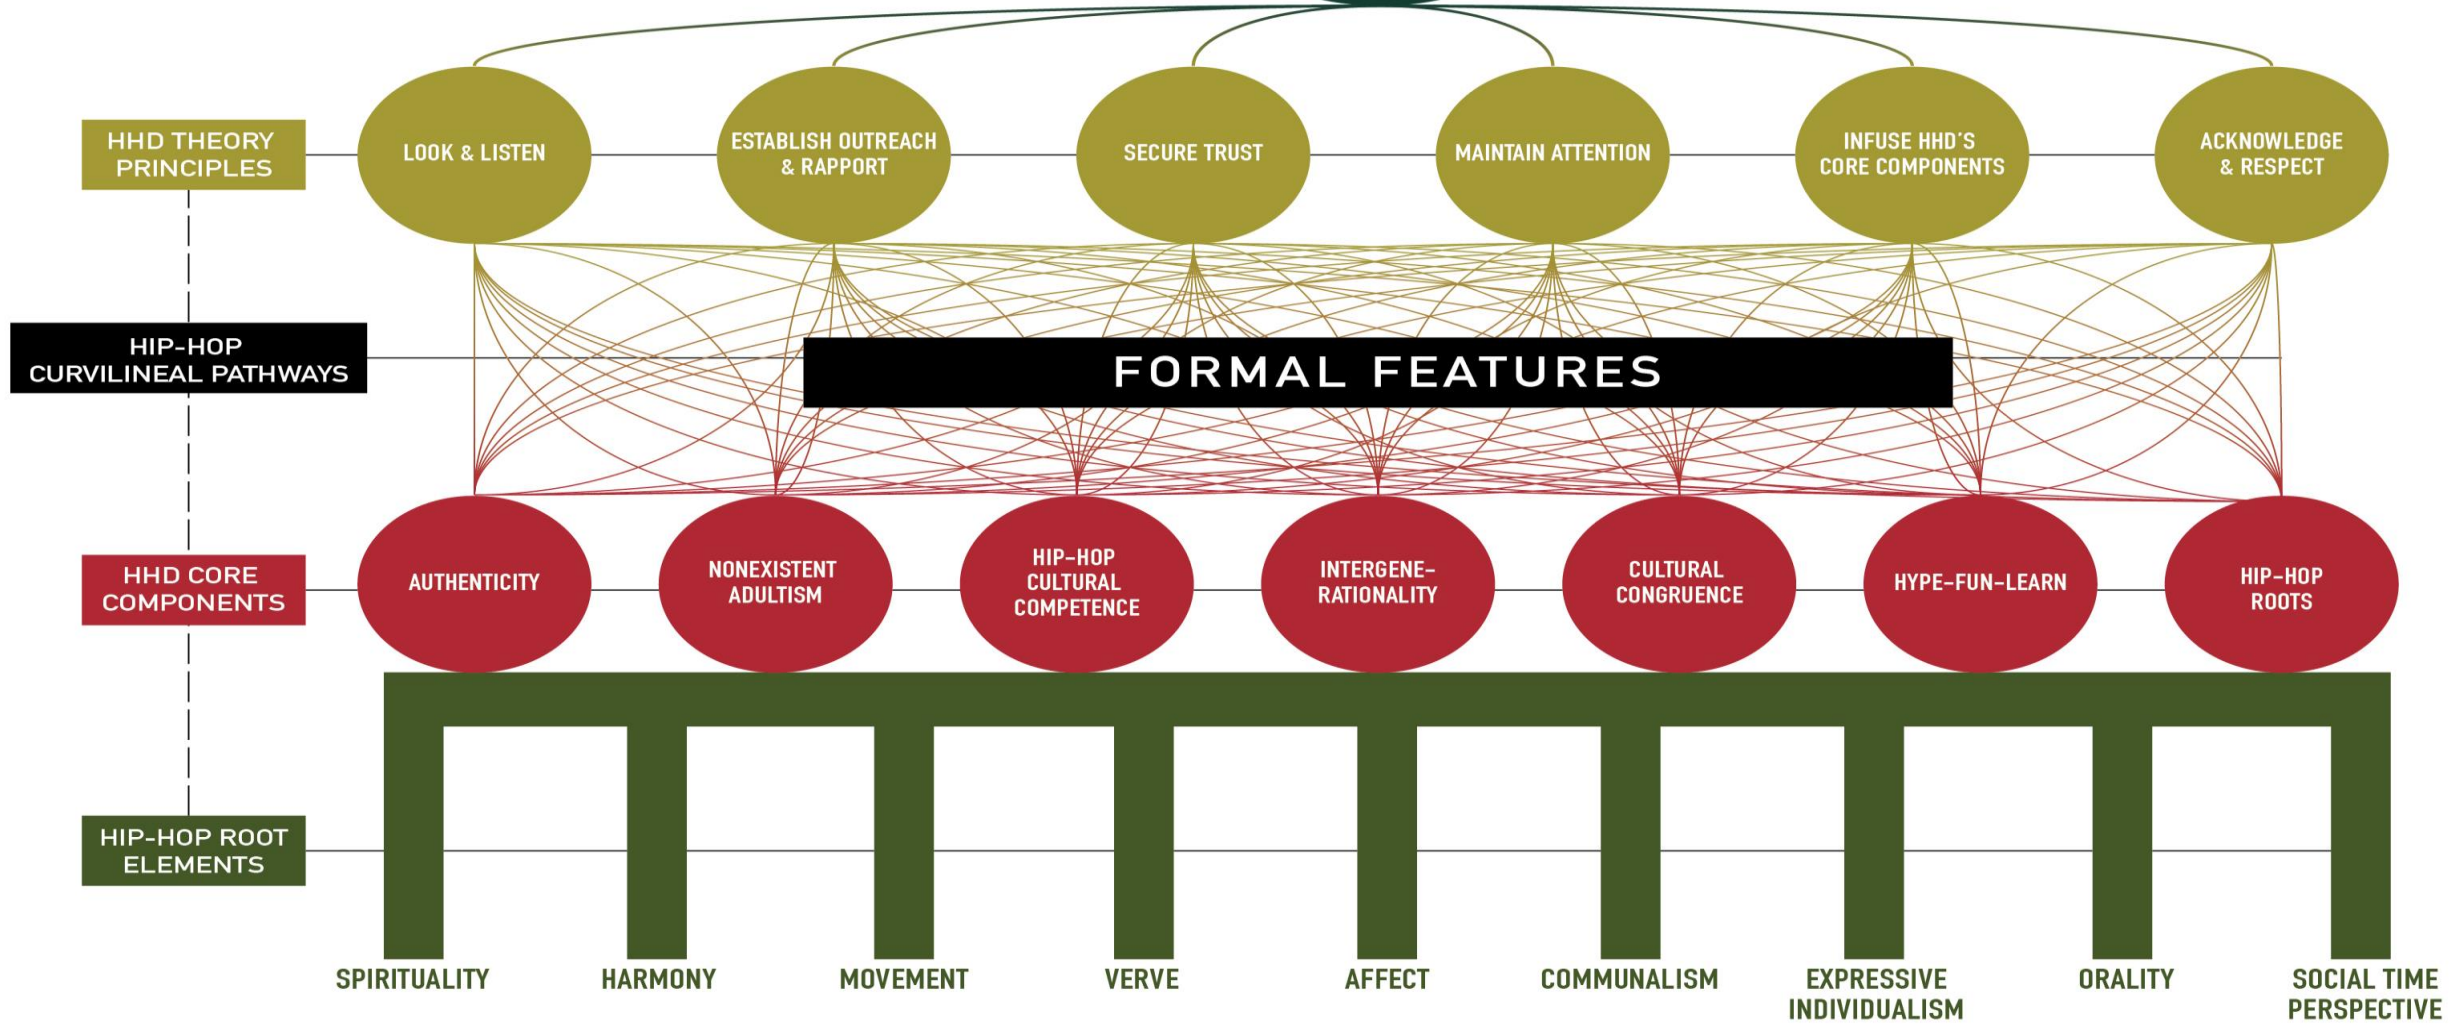 HHD THEORY
PRINCIPLES
LOOK & LISTEN
ESTABLISH OUTREACH
& RAPPORT
SECURE TRUST
MAINTAIN ATTENTION
INFUSE HHD'S
CORE COMPONENTS
ACKNOWLEDGE
& RESPECT
HIP-HOP
CURVILINEAL PATHWAYS
FORMAL FEATURES
HHD CORE
COMPONENTS
AUTHENTICITY
NONEXISTENT
ADULTISM
HIP-HOP
CULTURAL
COMPETENCE
INTERGENE-
RATIONALITY
CULTURAL
CONGRUENCE
HYPE-FUN-LEARN
HIP-HOP
ROOTS
HIP-HOP ROOT
ELEMENTS
SPIRITUALITY
HARMONY
MOVEMENT
VERVE
AFFECT
COMMUNALISM
EXPRESSIVE
INDIVIDUALISM
ORALITY
SOCIAL TIME
PERSPECTIVE